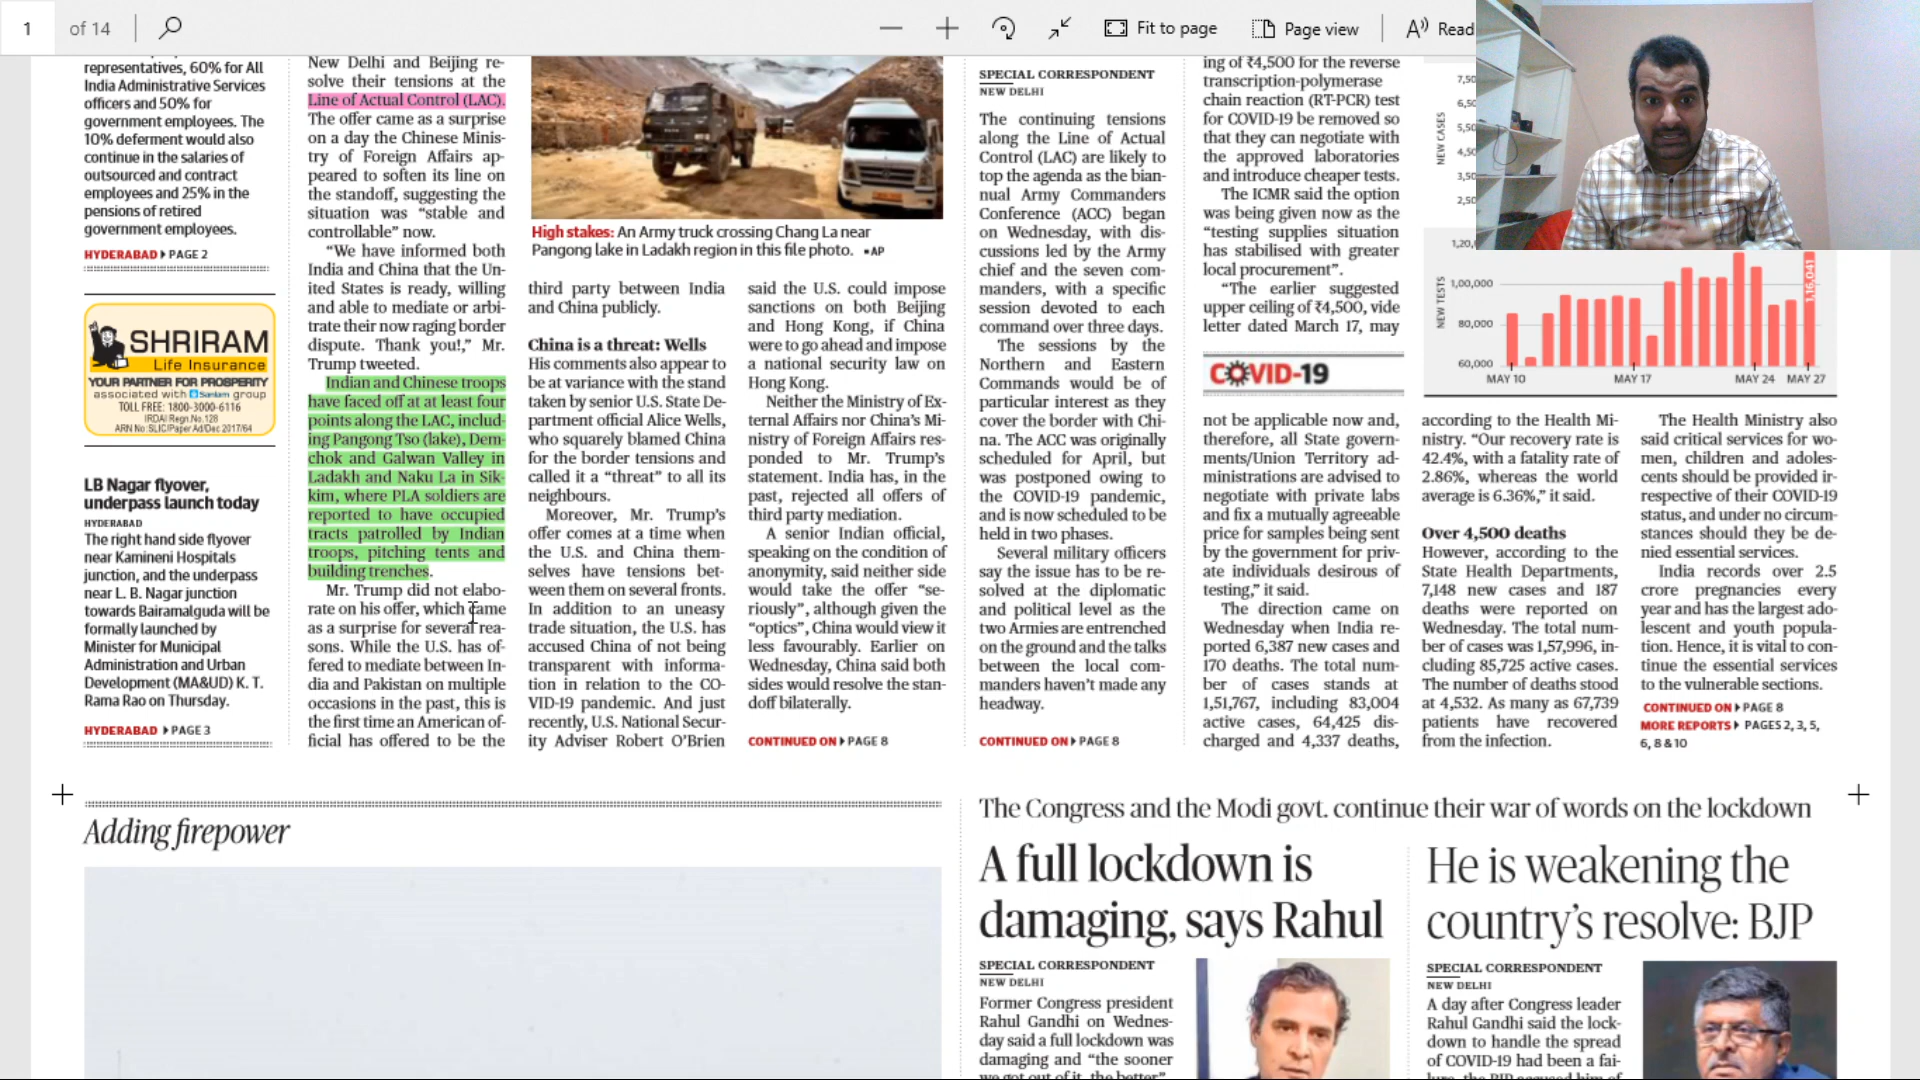 1 of 14
Fit to page
Page view
Read
representatives, 60% for All
India Administrative Services
officers and 50% for
government employees. The
10% deferment would also
continue in the salaries of
outsourced and contract
employees and 25% in the
pensions of retired
government employees.
HYDERABAD PAGE 2
SHRIRAM
Life Insurance
YOUR PARTNER FOR PROSPERITY
associated with Sanlam group
TOLL FREE: 1800-3000-6116
IRDAI Regn.No.128
ARN No:SLIC/Paper Ad/Dec 2017/64
LB Nagar flyover,
underpass launch today
HYDERABAD
The right hand side flyover
near Kamineni Hospitals
junction, and the underpass
near L. B. Nagar junction
towards Bairamalguda will be
formally launched by
Minister for Municipal
Administration and Urban
Development (MA&UD) K. T.
Rama Rao on Thursday.
HYDERABAD PAGE 3
New Delhi and Beijing re-
solve their tensions at the
Line of Actual Control (LAC).
The offer came as a surprise
on a day the Chinese Minis-
try of Foreign Affairs ap-
peared to soften its line on
the standoff, suggesting the
situation was “stable and
controllable” now.
“We have informed both
India and China that the Un-
ited States is ready, willing
and able to mediate or arbi-
trate their now raging border
dispute. Thank you!,” Mr.
Trump tweeted.
Indian and Chinese troops
have faced off at at least four
points along the LAC, includ-
ing Pangong Tso (lake), Dem-
chok and Galwan Valley in
Ladakh and Naku La in Sik-
kim, where PLA soldiers are
reported to have occupied
tracts patrolled by Indian
troops, pitching tents and
building trenches.
Mr. Trump did not elabo-
rate on his offer, which came
as a surprise for several rea-
sons. While the U.S. has of-
fered to mediate between In-
dia and Pakistan on multiple
occasions in the past, this is
the first time an American of-
ficial has offered to be the
High stakes: An Army truck crossing Chang La near
Pangong lake in Ladakh region in this file photo. •AP
third party between India
and China publicly.
China is a threat: Wells
His comments also appear to
be at variance with the stand
taken by senior U.S. State De-
partment official Alice Wells,
who squarely blamed China
for the border tensions and
called it a “threat” to all its
neighbours.
Moreover, Mr. Trump’s
offer comes at a time when
the U.S. and China them-
selves have tensions bet-
ween them on several fronts.
In addition to an uneasy
trade situation, the U.S. has
accused China of not being
transparent with informa-
tion in relation to the CO-
VID-19 pandemic. And just
recently, U.S. National Secur-
ity Adviser Robert O’Brien
said the U.S. could impose
sanctions on both Beijing
and Hong Kong, if China
were to go ahead and impose
a national security law on
Hong Kong.
Neither the Ministry of Ex-
ternal Affairs nor China’s Mi-
nistry of Foreign Affairs res-
ponded to Mr. Trump’s
statement. India has, in the
past, rejected all offers of
third party mediation.
A senior Indian official,
speaking on the condition of
anonymity, said neither side
would take the offer “se-
riously”, although given the
“optics”, China would view it
less favourably. Earlier on
Wednesday, China said both
sides would resolve the stan-
doff bilaterally.
CONTINUED ON PAGE 8
SPECIAL CORRESPONDENT
NEW DELHI
The continuing tensions
along the Line of Actual
Control (LAC) are likely to
top the agenda as the bian-
nual Army Commanders
Conference (ACC) began
on Wednesday, with dis-
cussions led by the Army
chief and the seven com-
manders, with a specific
session devoted to each
command over three days.
The sessions by the
Northern and Eastern
Commands would be of
particular interest as they
cover the border with Chi-
na. The ACC was originally
scheduled for April, but
was postponed owing to
the COVID-19 pandemic,
and is now scheduled to be
held in two phases.
Several military officers
say the issue has to be re-
solved at the diplomatic
and political level as the
two Armies are entrenched
on the ground and the talks
between the local com-
manders haven’t made any
headway.
CONTINUED ON PAGE 8
ing of ₹4,500 for the reverse
transcription-polymerase
chain reaction (RT-PCR) test
for COVID-19 be removed so
that they can negotiate with
the approved laboratories
and introduce cheaper tests.
The ICMR said the option
was being given now as the
“testing supplies situation
has stabilised with greater
local procurement”.
“The earlier suggested
upper ceiling of ₹4,500, vide
letter dated March 17, may
COVID-19
not be applicable now and,
therefore, all State govern-
ments/Union Territory ad-
ministrations are advised to
negotiate with private labs
and fix a mutually agreeable
price for samples being sent
by the government for priv-
ate individuals desirous of
testing,” it said.
The direction came on
Wednesday when India re-
ported 6,387 new cases and
170 deaths. The total num-
ber of cases stands at
1,51,767, including 83,004
active cases, 64,425 dis-
charged and 4,337 deaths,
NEW CASES
7,50
6,50
5,50
4,50
3,50
2,50
NEW TESTS
1,20,
1,00,000
80,000
60,000
1,16,041
MAY 10 MAY 17 MAY 24 MAY 27
according to the Health Mi-
nistry. “Our recovery rate is
42.4%, with a fatality rate of
2.86%, whereas the world
average is 6.36%,” it said.
Over 4,500 deaths
However, according to the
State Health Departments,
7,148 new cases and 187
deaths were reported on
Wednesday. The total num-
ber of cases was 1,57,996, in-
cluding 85,725 active cases.
The number of deaths stood
at 4,532. As many as 67,739
patients have recovered
from the infection.
The Health Ministry also
said critical services for wo-
men, children and adoles-
cents should be provided ir-
respective of their COVID-19
status, and under no circum-
stances should they be de-
nied essential services.
India records over 2.5
crore pregnancies every
year and has the largest ado-
lescent and youth popula-
tion. Hence, it is vital to con-
tinue the essential services
to the vulnerable sections.
CONTINUED ON PAGE 8
MORE REPORTS PAGES 2, 3, 5,
6, 8 & 10
Adding firepower
The Congress and the Modi govt. continue their war of words on the lockdown
A full lockdown is
damaging, says Rahul
SPECIAL CORRESPONDENT
NEW DELHI
Former Congress president
Rahul Gandhi on Wednes-
day said a full lockdown was
damaging and “the sooner
we got out of it, the better”
He is weakening the
country’s resolve: BJP
SPECIAL CORRESPONDENT
NEW DELHI
A day after Congress leader
Rahul Gandhi said the lock-
down to handle the spread
of COVID-19 had been a fai-